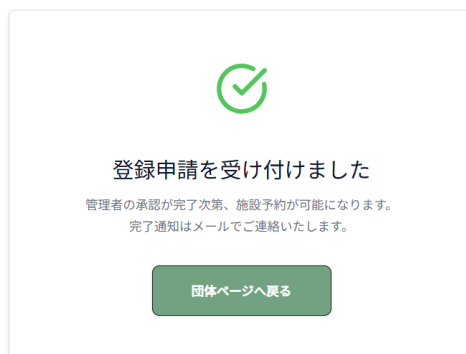 登録申請を受け付けました
管理者の承認が完了次第、施設予約が可能になります。
完了通知はメールでご連絡いたします。
団体ページへ戻る